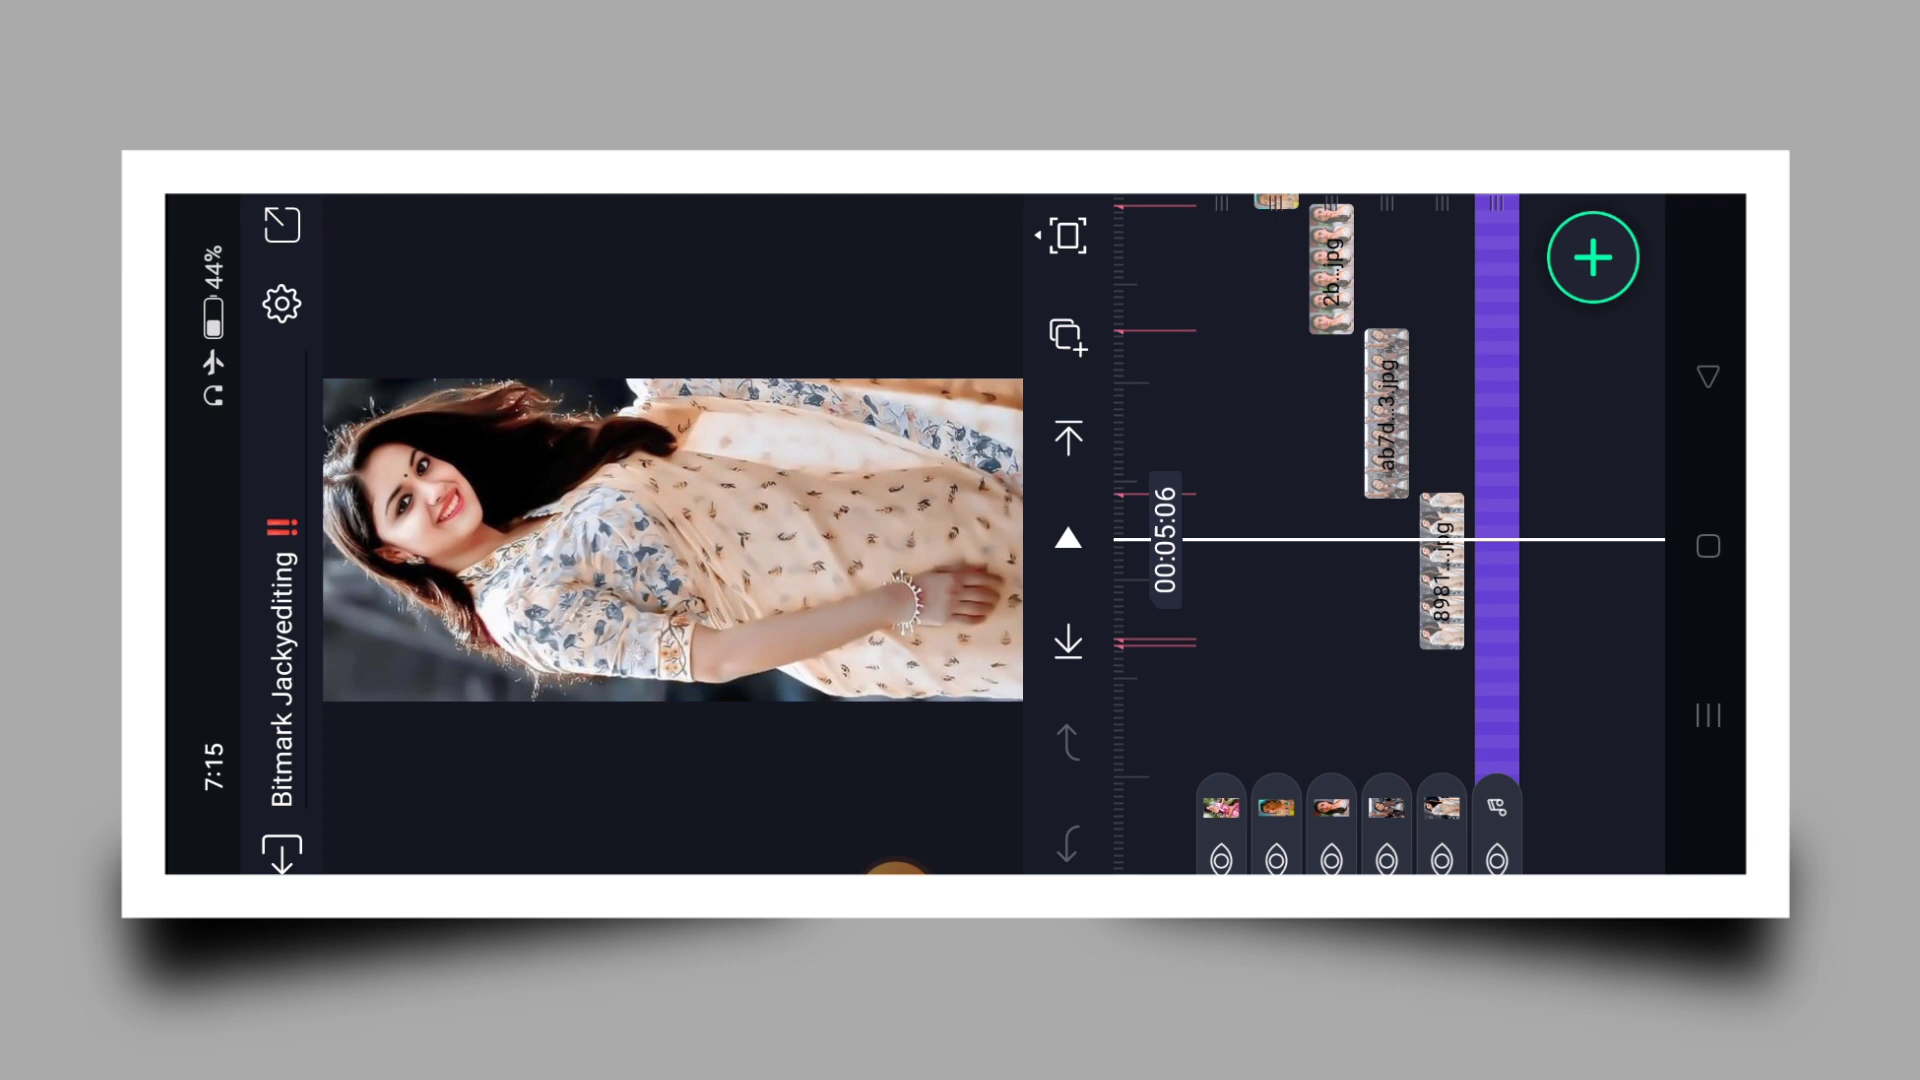 7:15
44%
Bitmark Jackyediting ‼️
00:05:06
2b...jpg
ab7d...3.jpg
8981...jpg